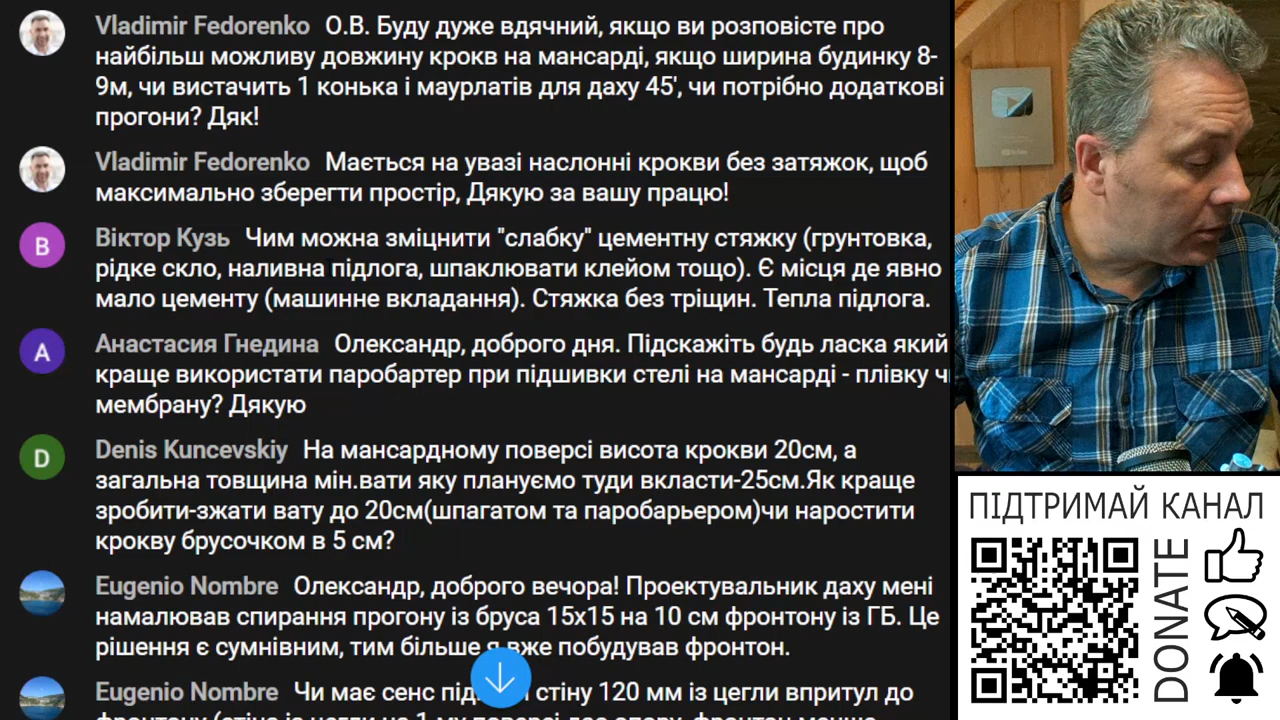 Vladimir Fedorenko О.В. Буду дуже вдячний, якщо ви розповісте про
найбільш можливу довжину крокв на мансарді, якщо ширина будинку 8-
9м, чи вистачить 1 конька і маурлатів для даху 45', чи потрібно додаткові
прогони? Дяк!
Vladimir Fedorenko Мається на увазі наслонні крокви без затяжок, щоб
максимально зберегти простір, Дякую за вашу працю!
В
Віктор Кузь Чим можна зміцнити "слабку" цементну стяжку (грунтовка,
рідке скло, наливна підлога, шпаклювати клейом тощо). Є місця де явно
мало цементу (машинне вкладання). Стяжка без тріщин. Тепла підлога.
А
Анастасия Гнедина Олександр, доброго дня. Підскажіть будь ласка який
краще використати паробартер при підшивки стелі на мансарді - плівку
мембрану? Дякую
D
Denis Kuncevskiy На мансардному поверсі висота крокви 20см, а
загальна товщина мін.вати яку плануємо туди вкласти-25см.Як краще
зробити-зжати вату до 20см(шпагатом та паробарьером)чи наростити
крокву брусочком в 5 см?
Eugenio Nombre Олександр, доброго вечора! Проектувальник даху мені
намалював спирання прогону із бруса 15х15 на 10 см фронтону із ГБ. Це
рішення є сумнівним, тим більше я вже побудував фронтон.
Eugenio Nombre Чи має сенс стіну 120 мм із цегли впритул до
ПІДТРИМАЙ КАНАЛ
DONATE